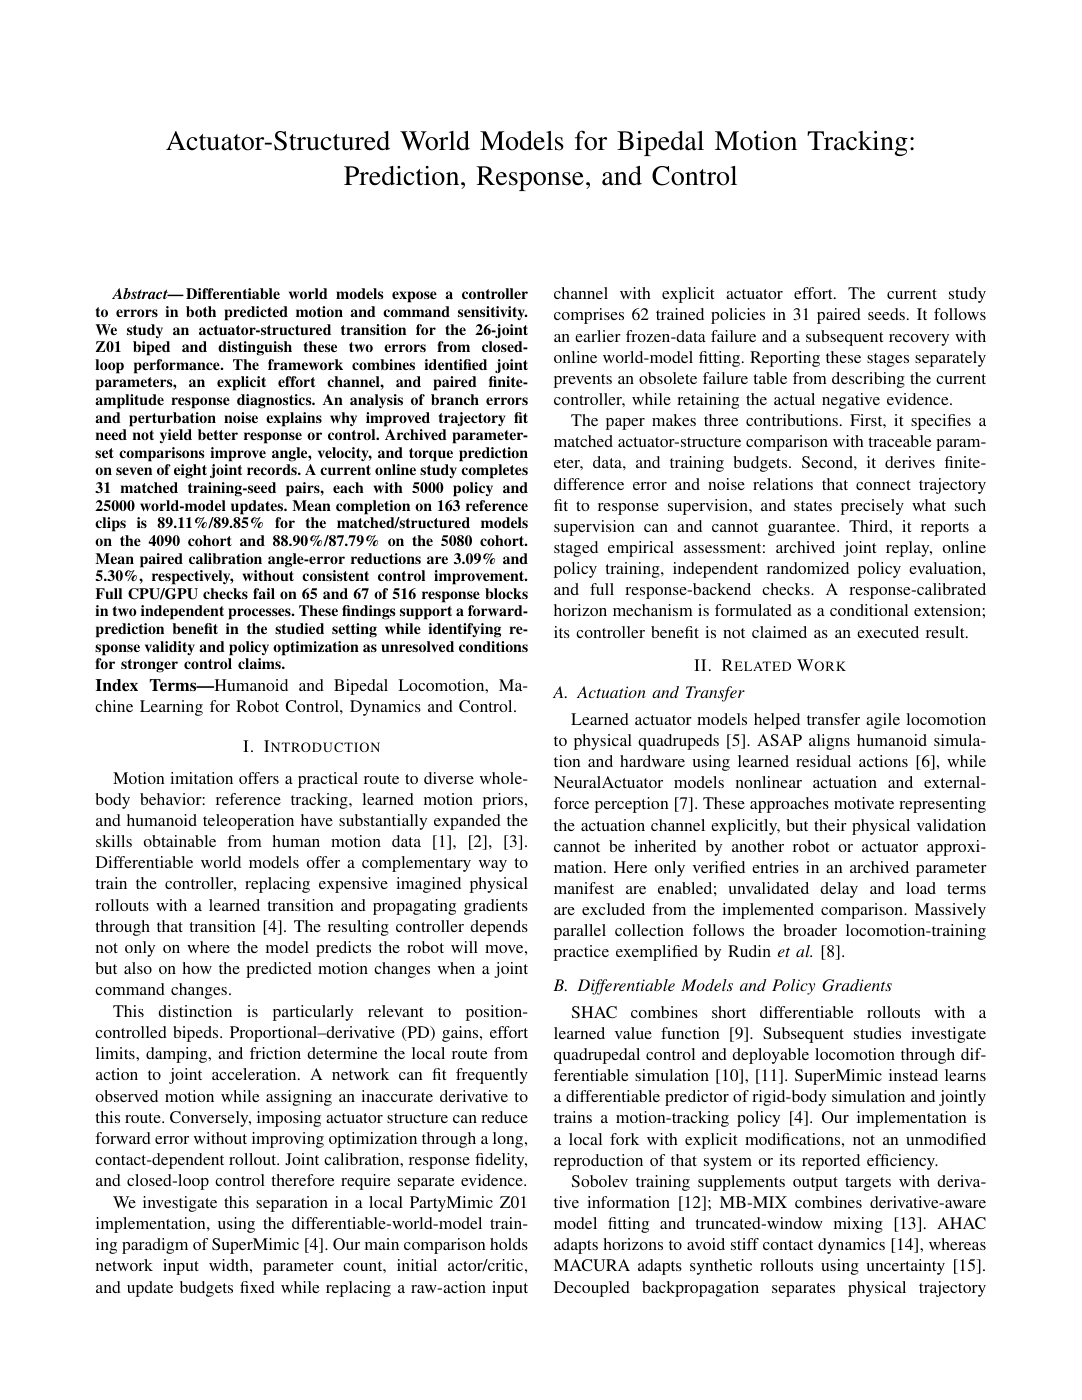 Actuator-Structured World Models for Bipedal Motion Tracking:
Prediction, Response, and Control
Abstract—Differentiable world models expose a controller
to errors in both predicted motion and command sensitivity.
We study an actuator-structured transition for the 26-joint
Z01 biped and distinguish these two errors from closed-
loop performance. The framework combines identified joint
parameters, an explicit effort channel, and paired finite-
amplitude response diagnostics. An analysis of branch errors
and perturbation noise explains why improved trajectory fit
need not yield better response or control. Archived parameter-
set comparisons improve angle, velocity, and torque prediction
on seven of eight joint records. A current online study completes
31 matched training-seed pairs, each with 5000 policy and
25000 world-model updates. Mean completion on 163 reference
clips is 89.11%/89.85% for the matched/structured models
on the 4090 cohort and 88.90%/87.79% on the 5080 cohort.
Mean paired calibration angle-error reductions are 3.09% and
5.30%, respectively, without consistent control improvement.
Full CPU/GPU checks fail on 65 and 67 of 516 response blocks
in two independent processes. These findings support a forward-
prediction benefit in the studied setting while identifying re-
sponse validity and policy optimization as unresolved conditions
for stronger control claims.
Index Terms—Humanoid and Bipedal Locomotion, Ma-
chine Learning for Robot Control, Dynamics and Control.
I. INTRODUCTION
Motion imitation offers a practical route to diverse whole-
body behavior: reference tracking, learned motion priors,
and humanoid teleoperation have substantially expanded the
skills obtainable from human motion data [1], [2], [3].
Differentiable world models offer a complementary way to
train the controller, replacing expensive imagined physical
rollouts with a learned transition and propagating gradients
through that transition [4]. The resulting controller depends
not only on where the model predicts the robot will move,
but also on how the predicted motion changes when a joint
command changes.
This distinction is particularly relevant to position-
controlled bipeds. Proportional–derivative (PD) gains, effort
limits, damping, and friction determine the local route from
action to joint acceleration. A network can fit frequently
observed motion while assigning an inaccurate derivative to
this route. Conversely, imposing actuator structure can reduce
forward error without improving optimization through a long,
contact-dependent rollout. Joint calibration, response fidelity,
and closed-loop control therefore require separate evidence.
We investigate this separation in a local PartyMimic Z01
implementation, using the differentiable-world-model train-
ing paradigm of SuperMimic [4]. Our main comparison holds
network input width, parameter count, initial actor/critic,
and update budgets fixed while replacing a raw-action input
channel with explicit actuator effort. The current study
comprises 62 trained policies in 31 paired seeds. It follows
an earlier frozen-data failure and a subsequent recovery with
online world-model fitting. Reporting these stages separately
prevents an obsolete failure table from describing the current
controller, while retaining the actual negative evidence.
The paper makes three contributions. First, it specifies a
matched actuator-structure comparison with traceable param-
eter, data, and training budgets. Second, it derives finite-
difference error and noise relations that connect trajectory
fit to response supervision, and states precisely what such
supervision can and cannot guarantee. Third, it reports a
staged empirical assessment: archived joint replay, online
policy training, independent randomized policy evaluation,
and full response-backend checks. A response-calibrated
horizon mechanism is formulated as a conditional extension;
its controller benefit is not claimed as an executed result.
II. RELATED WORK
A. Actuation and Transfer
Learned actuator models helped transfer agile locomotion
to physical quadrupeds [5]. ASAP aligns humanoid simula-
tion and hardware using learned residual actions [6], while
NeuralActuator models nonlinear actuation and external-
force perception [7]. These approaches motivate representing
the actuation channel explicitly, but their physical validation
cannot be inherited by another robot or actuator approxi-
mation. Here only verified entries in an archived parameter
manifest are enabled; unvalidated delay and load terms
are excluded from the implemented comparison. Massively
parallel collection follows the broader locomotion-training
practice exemplified by Rudin et al. [8].
B. Differentiable Models and Policy Gradients
SHAC combines short differentiable rollouts with a
learned value function [9]. Subsequent studies investigate
quadrupedal control and deployable locomotion through dif-
ferentiable simulation [10], [11]. SuperMimic instead learns
a differentiable predictor of rigid-body simulation and jointly
trains a motion-tracking policy [4]. Our implementation is
a local fork with explicit modifications, not an unmodified
reproduction of that system or its reported efficiency.
Sobolev training supplements output targets with deriva-
tive information [12]; MB-MIX combines derivative-aware
model fitting and truncated-window mixing [13]. AHAC
adapts horizons to avoid stiff contact dynamics [14], whereas
MACURA adapts synthetic rollouts using uncertainty [15].
Decoupled backpropagation separates physical trajectory